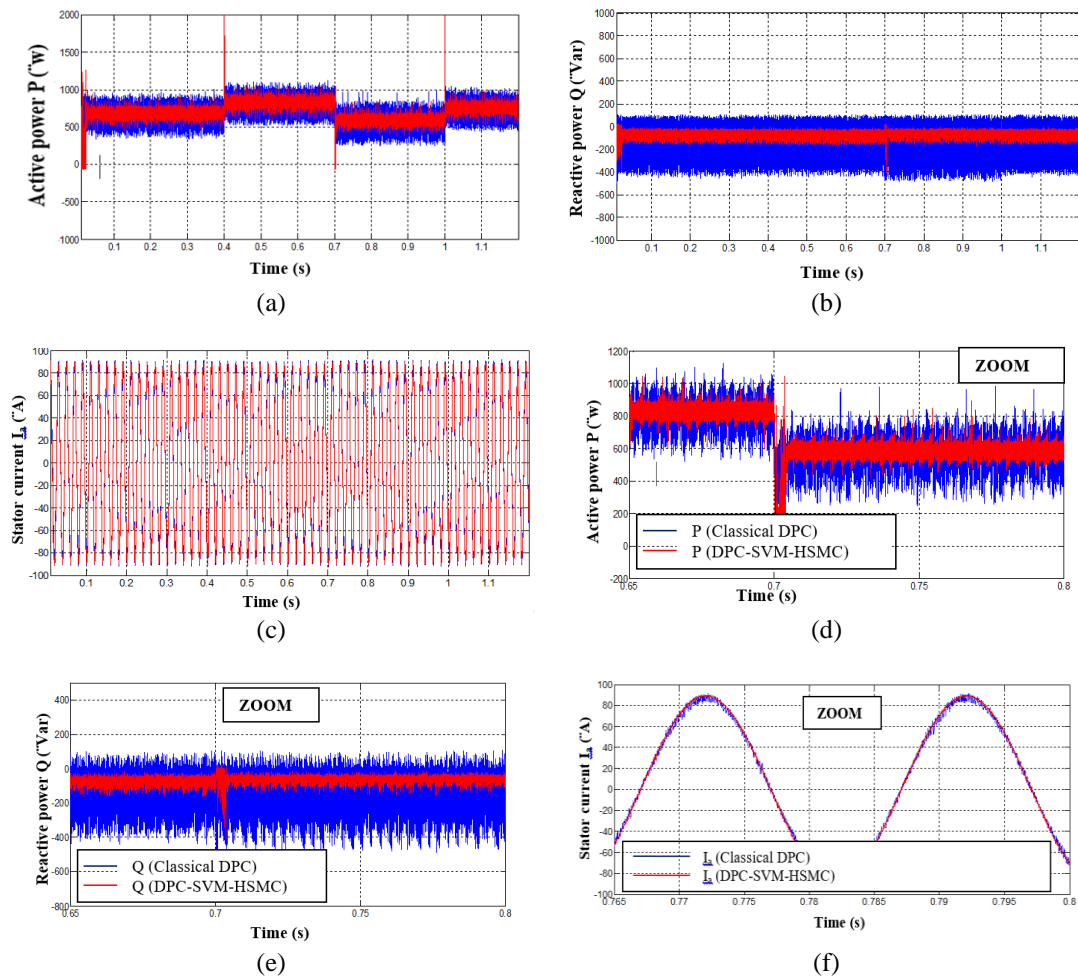 2000
1500
1000
500
0
-500
1000
0.1 0.2 0.3 0.4 0.5 0.6 0.7 0.8 0.9 1 1.1
Active power P (¨w)
Time (s)
(a)
1000
800
600
400
200
0
-200
-400
-600
-800
-1000
0.1 0.2 0.3 0.4 0.5 0.6 0.7 0.8 0.9 1 1.1
Reactive power Q (¨Var)
Time (s)
(b)
100
80
60
40
20
0
-20
-40
-60
-80
-100
0.1 0.2 0.3 0.4 0.5 0.6 0.7 0.8 0.9 1 1.1
Stator current Ia (¨A)
Time (s)
(c)
ZOOM
1200
1000
800
600
400
200
0
-200
0.65 0.7 0.75 0.8
Active power P (¨w)
P (Classical DPC)
P (DPC-SVM-HSMC)
Time (s)
(d)
ZOOM
400
200
0
-200
-400
-600
-800
0.65 0.7 0.75 0.8
Reactive power Q (¨Var)
Q (Classical DPC)
Q (DPC-SVM-HSMC)
Time (s)
(e)
ZOOM
100
80
60
40
20
0
-20
-40
-60
-80
-100
0.765 0.77 0.775 0.78 0.785 0.79 0.795 0.8
Stator current Ia (¨A)
Ia (Classical DPC)
Ia (DPC-SVM-HSMC)
Time (s)
(f)